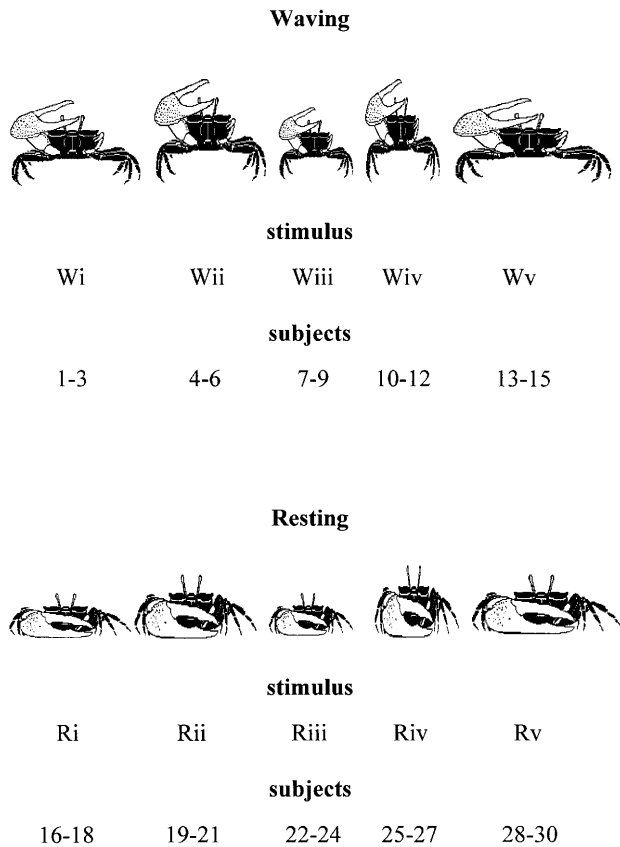 Waving
stimulus
Wi Wii Wiii Wiv Wv
subjects
1-3 4-6 7-9 10-12 13-15
Resting
stimulus
Ri Rii Riii Riv Rv
subjects
16-18 19-21 22-24 25-27 28-30